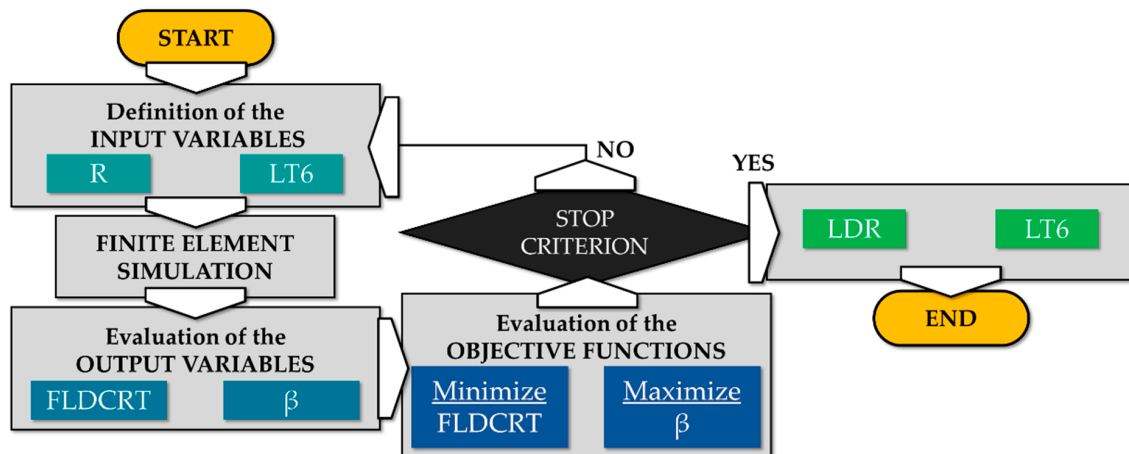 START
Definition of the
INPUT VARIABLES
R
LT6
FINITE ELEMENT
SIMULATION
Evaluation of the
OUTPUT VARIABLES
FLDCRT
β
Evaluation of the
OBJECTIVE FUNCTIONS
Minimize
FLDCRT
Maximize
β
STOP
CRITERION
NO
YES
LDR
LT6
END